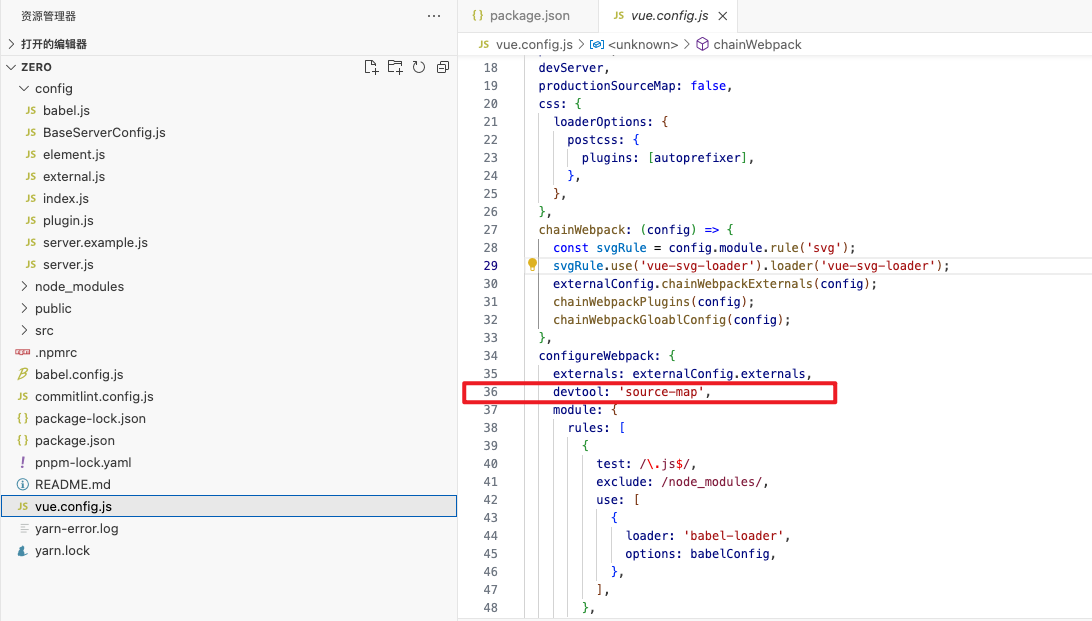 资源管理器
打开的编辑器
ZERO
config
JS babel.js
JS BaseServerConfig.js
JS element.js
JS external.js
JS index.js
JS plugin.js
JS server.example.js
JS server.js
node_modules
public
src
.npmrc
babel.config.js
JS commitlint.config.js
{} package-lock.json
{} package.json
! pnpm-lock.yaml
README.md
JS vue.config.js
yarn-error.log
yarn.lock
{} package.json
JS vue.config.js
JS vue.config.js > <unknown> > chainWebpack
18 devServer,
19 productionSourceMap: false,
20 css: {
21 loaderOptions: {
22 postcss: {
23 plugins: [autoprefixer],
24 },
25 },
26 },
27 chainWebpack: (config) => {
28 const svgRule = config.module.rule('svg');
29 svgRule.use('vue-svg-loader').loader('vue-svg-loader');
30 externalConfig.chainWebpackExternals(config);
31 chainWebpackPlugins(config);
32 chainWebpackGloablConfig(config);
33 },
34 configureWebpack: {
35 externals: externalConfig.externals,
36 devtool: 'source-map',
37 module: {
38 rules: [
39 {
40 test: /\.js$/,
41 exclude: /node_modules/,
42 use: [
43 {
44 loader: 'babel-loader',
45 options: babelConfig,
46 },
47 ],
48 },